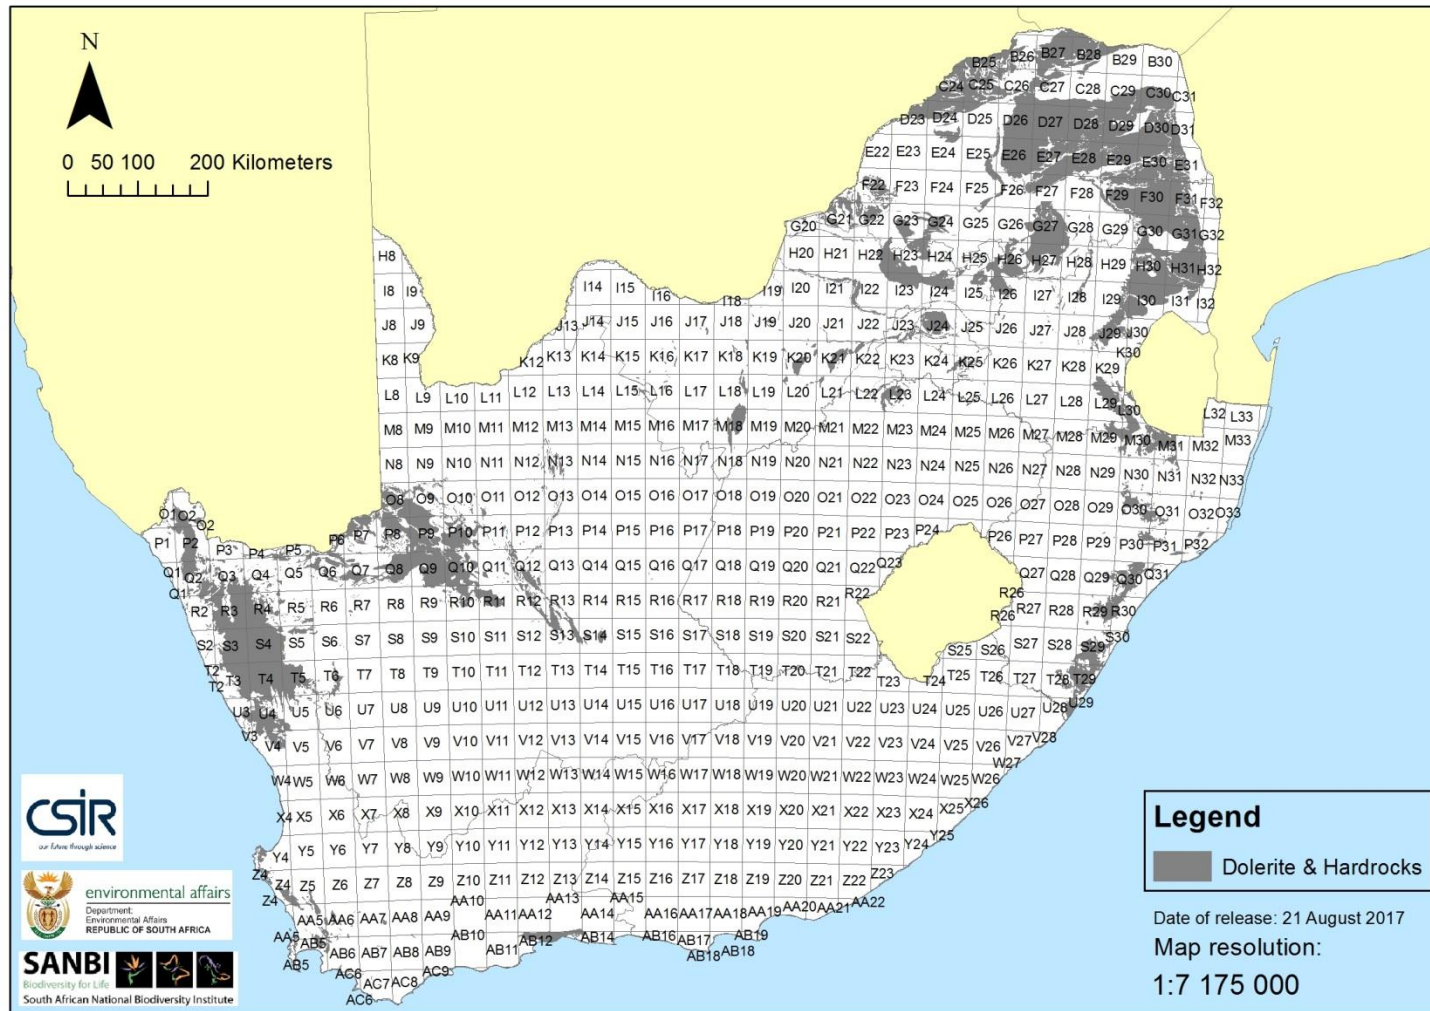 N
0 50 100 200 Kilometers
B25 B26 B27 B28 B29 B30
C24 C25 C26 C27 C28 C29 C30 C31
D23 D24 D25 D26 D27 D28 D29 D30 D31
E22 E23 E24 E25 E26 E27 E28 E29 E30 E31
F22 F23 F24 F25 F26 F27 F28 F29 F30 F31 F32
G20 G21 G22 G23 G24 G25 G26 G27 G28 G29 G30 G31 G32
H8 H20 H21 H22 H23 H24 H25 H26 H27 H28 H29 H30 H31 H32
I8 I9 I14 I15 I16 I18 I19 I20 I21 I22 I23 I24 I25 I26 I27 I28 I29 I30 I31 I32
J8 J9 J13 J14 J15 J16 J17 J18 J19 J20 J21 J22 J23 J24 J25 J26 J27 J28 J29 J30
K8 K9 K12 K13 K14 K15 K16 K17 K18 K19 K20 K21 K22 K23 K24 K25 K26 K27 K28 K29 K30
L8 L9 L10 L11 L12 L13 L14 L15 L16 L17 L18 L19 L20 L21 L22 L23 L24 L25 L26 L27 L28 L29 L30 L32 L33
M8 M9 M10 M11 M12 M13 M14 M15 M16 M17 M18 M19 M20 M21 M22 M23 M24 M25 M26 M27 M28 M29 M30 M31 M32 M33
N8 N9 N10 N11 N12 N13 N14 N15 N16 N17 N18 N19 N20 N21 N22 N23 N24 N25 N26 N27 N28 N29 N30 N31 N32 N33
O1 O2 O2 O8 O9 O10 O11 O12 O13 O14 O15 O16 O17 O18 O19 O20 O21 O22 O23 O24 O25 O26 O27 O28 O29 O30 O31 O32 O33
P1 P2 P3 P4 P5 P6 P7 P8 P9 P10 P11 P12 P13 P14 P15 P16 P17 P18 P19 P20 P21 P22 P23 P24 P26 P27 P28 P29 P30 P31 P32
Q1 Q2 Q3 Q4 Q5 Q6 Q7 Q8 Q9 Q10 Q11 Q12 Q13 Q14 Q15 Q16 Q17 Q18 Q19 Q20 Q21 Q22 Q23 Q27 Q28 Q29 Q30 Q31
Q1 R2 R3 R4 R5 R6 R7 R8 R9 R10 R11 R12 R13 R14 R15 R16 R17 R18 R19 R20 R21 R22 R26 R26 R27 R28 R29 R30
S2 S3 S4 S5 S6 S7 S8 S9 S10 S11 S12 S13 S14 S15 S16 S17 S18 S19 S20 S21 S22 S25 S26 S27 S28 S29 S30
T2 T2 T3 T4 T5 T6 T7 T8 T9 T10 T11 T12 T13 T14 T15 T16 T17 T18 T19 T20 T21 T22 T23 T24 T25 T26 T27 T28 T29
U3 U4 U5 U6 U7 U8 U9 U10 U11 U12 U13 U14 U15 U16 U17 U18 U19 U20 U21 U22 U23 U24 U25 U26 U27 U28 U29
V3 V4 V5 V6 V7 V8 V9 V10 V11 V12 V13 V14 V15 V16 V17 V18 V19 V20 V21 V22 V23 V24 V25 V26 V27 V28
W4 W5 W6 W7 W8 W9 W10 W11 W12 W13 W14 W15 W16 W17 W18 W19 W20 W21 W22 W23 W24 W25 W26 W27
X4 X5 X6 X7 X8 X9 X10 X11 X12 X13 X14 X15 X16 X17 X18 X19 X20 X21 X22 X23 X24 X25 X26
Y4 Y5 Y6 Y7 Y8 Y9 Y10 Y11 Y12 Y13 Y14 Y15 Y16 Y17 Y18 Y19 Y20 Y21 Y22 Y23 Y24 Y25
Z4 Z4 Z4 Z5 Z6 Z7 Z8 Z9 Z10 Z11 Z12 Z13 Z14 Z15 Z16 Z17 Z18 Z19 Z20 Z21 Z22 Z23
AA5 AA5 AA6 AA7 AA8 AA9 AA10 AA11 AA12 AA13 AA14 AA15 AA16 AA17 AA18 AA19 AA20 AA21 AA22
AB5 AB5 AB6 AB7 AB8 AB9 AB10 AB11 AB12 AB14 AB16 AB17 AB18 AB18 AB19
AC6 AC6 AC7 AC8 AC9
CSIR
our future through science
environmental affairs
Department:
Environmental Affairs
REPUBLIC OF SOUTH AFRICA
SANBI
Biodiversity for Life
South African National Biodiversity Institute
Legend
Dolerite & Hardrocks
Date of release: 21 August 2017
Map resolution:
1:7 175 000